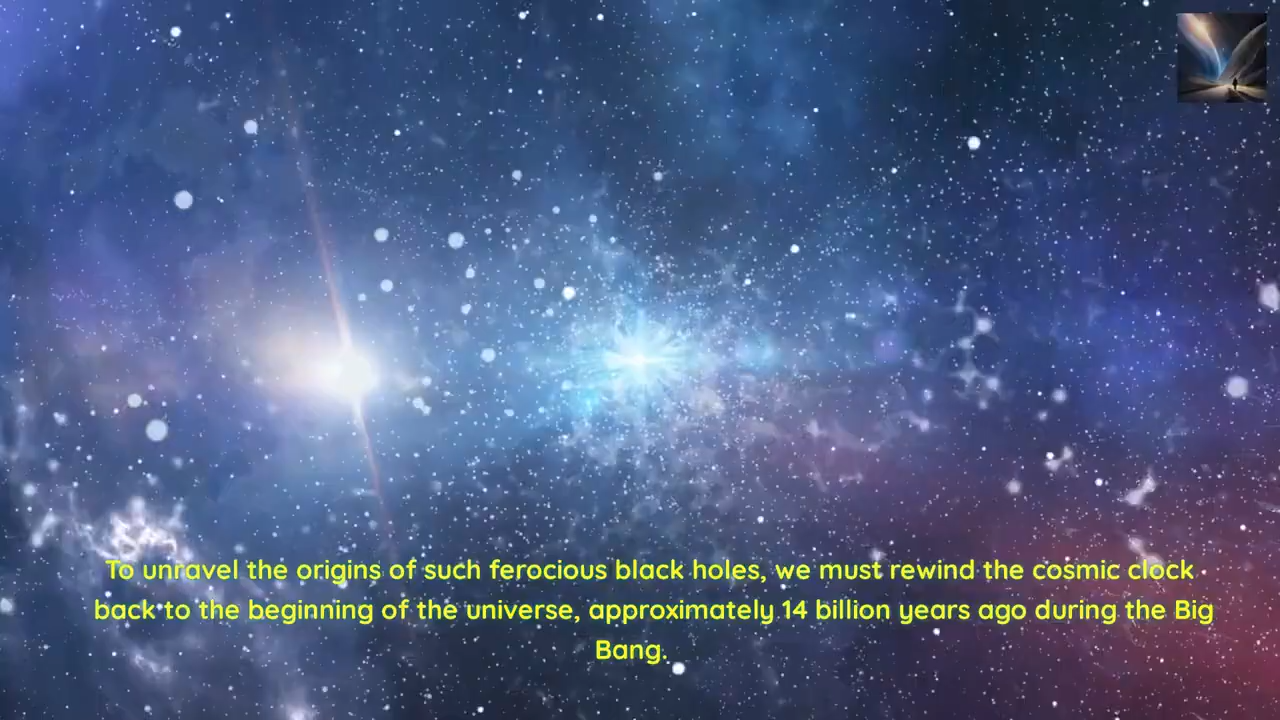 To unravel the origins of such ferocious black holes, we must rewind the cosmic clock
back to the beginning of the universe, approximately 14 billion years ago during the Big
Bang.